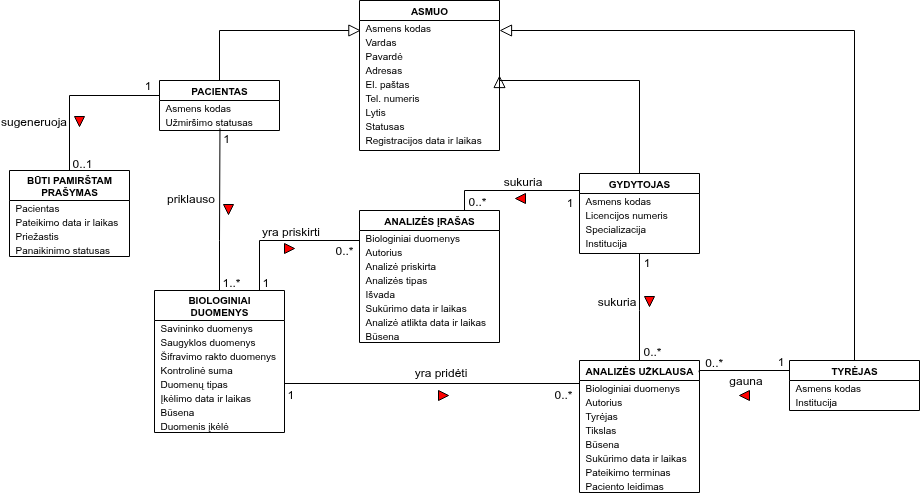 ASMUO
Asmens kodas
Vardas
Pavardė
Adresas
El. paštas
Tel. numeris
Lytis
Statusas
Registracijos data ir laikas
PACIENTAS
Asmens kodas
Užmiršimo statusas
1
sugeneruoja
0..1
BŪTI PAMIRŠTAM
PRAŠYMAS
Pacientas
Pateikimo data ir laikas
Priežastis
Panaikinimo statusas
1
priklauso
1..*
GYDYTOJAS
Asmens kodas
Licencijos numeris
Specializacija
Institucija
sukuria
0..*
1
ANALIZĖS ĮRAŠAS
Biologiniai duomenys
Autorius
Analizė priskirta
Analizės tipas
Išvada
Sukūrimo data ir laikas
Analizė atlikta data ir laikas
Būsena
yra priskirti
0..*
1
BIOLOGINIAI
DUOMENYS
Savininko duomenys
Saugyklos duomenys
Šifravimo rakto duomenys
Kontrolinė suma
Duomenų tipas
Įkėlimo data ir laikas
Būsena
Duomenis įkėlė
1
sukuria
0..*
yra pridėti
1
0..*
ANALIZĖS UŽKLAUSA
Biologiniai duomenys
Autorius
Tyrėjas
Tikslas
Būsena
Sukūrimo data ir laikas
Pateikimo terminas
Paciento leidimas
0..*
1
gauna
TYRĖJAS
Asmens kodas
Institucija